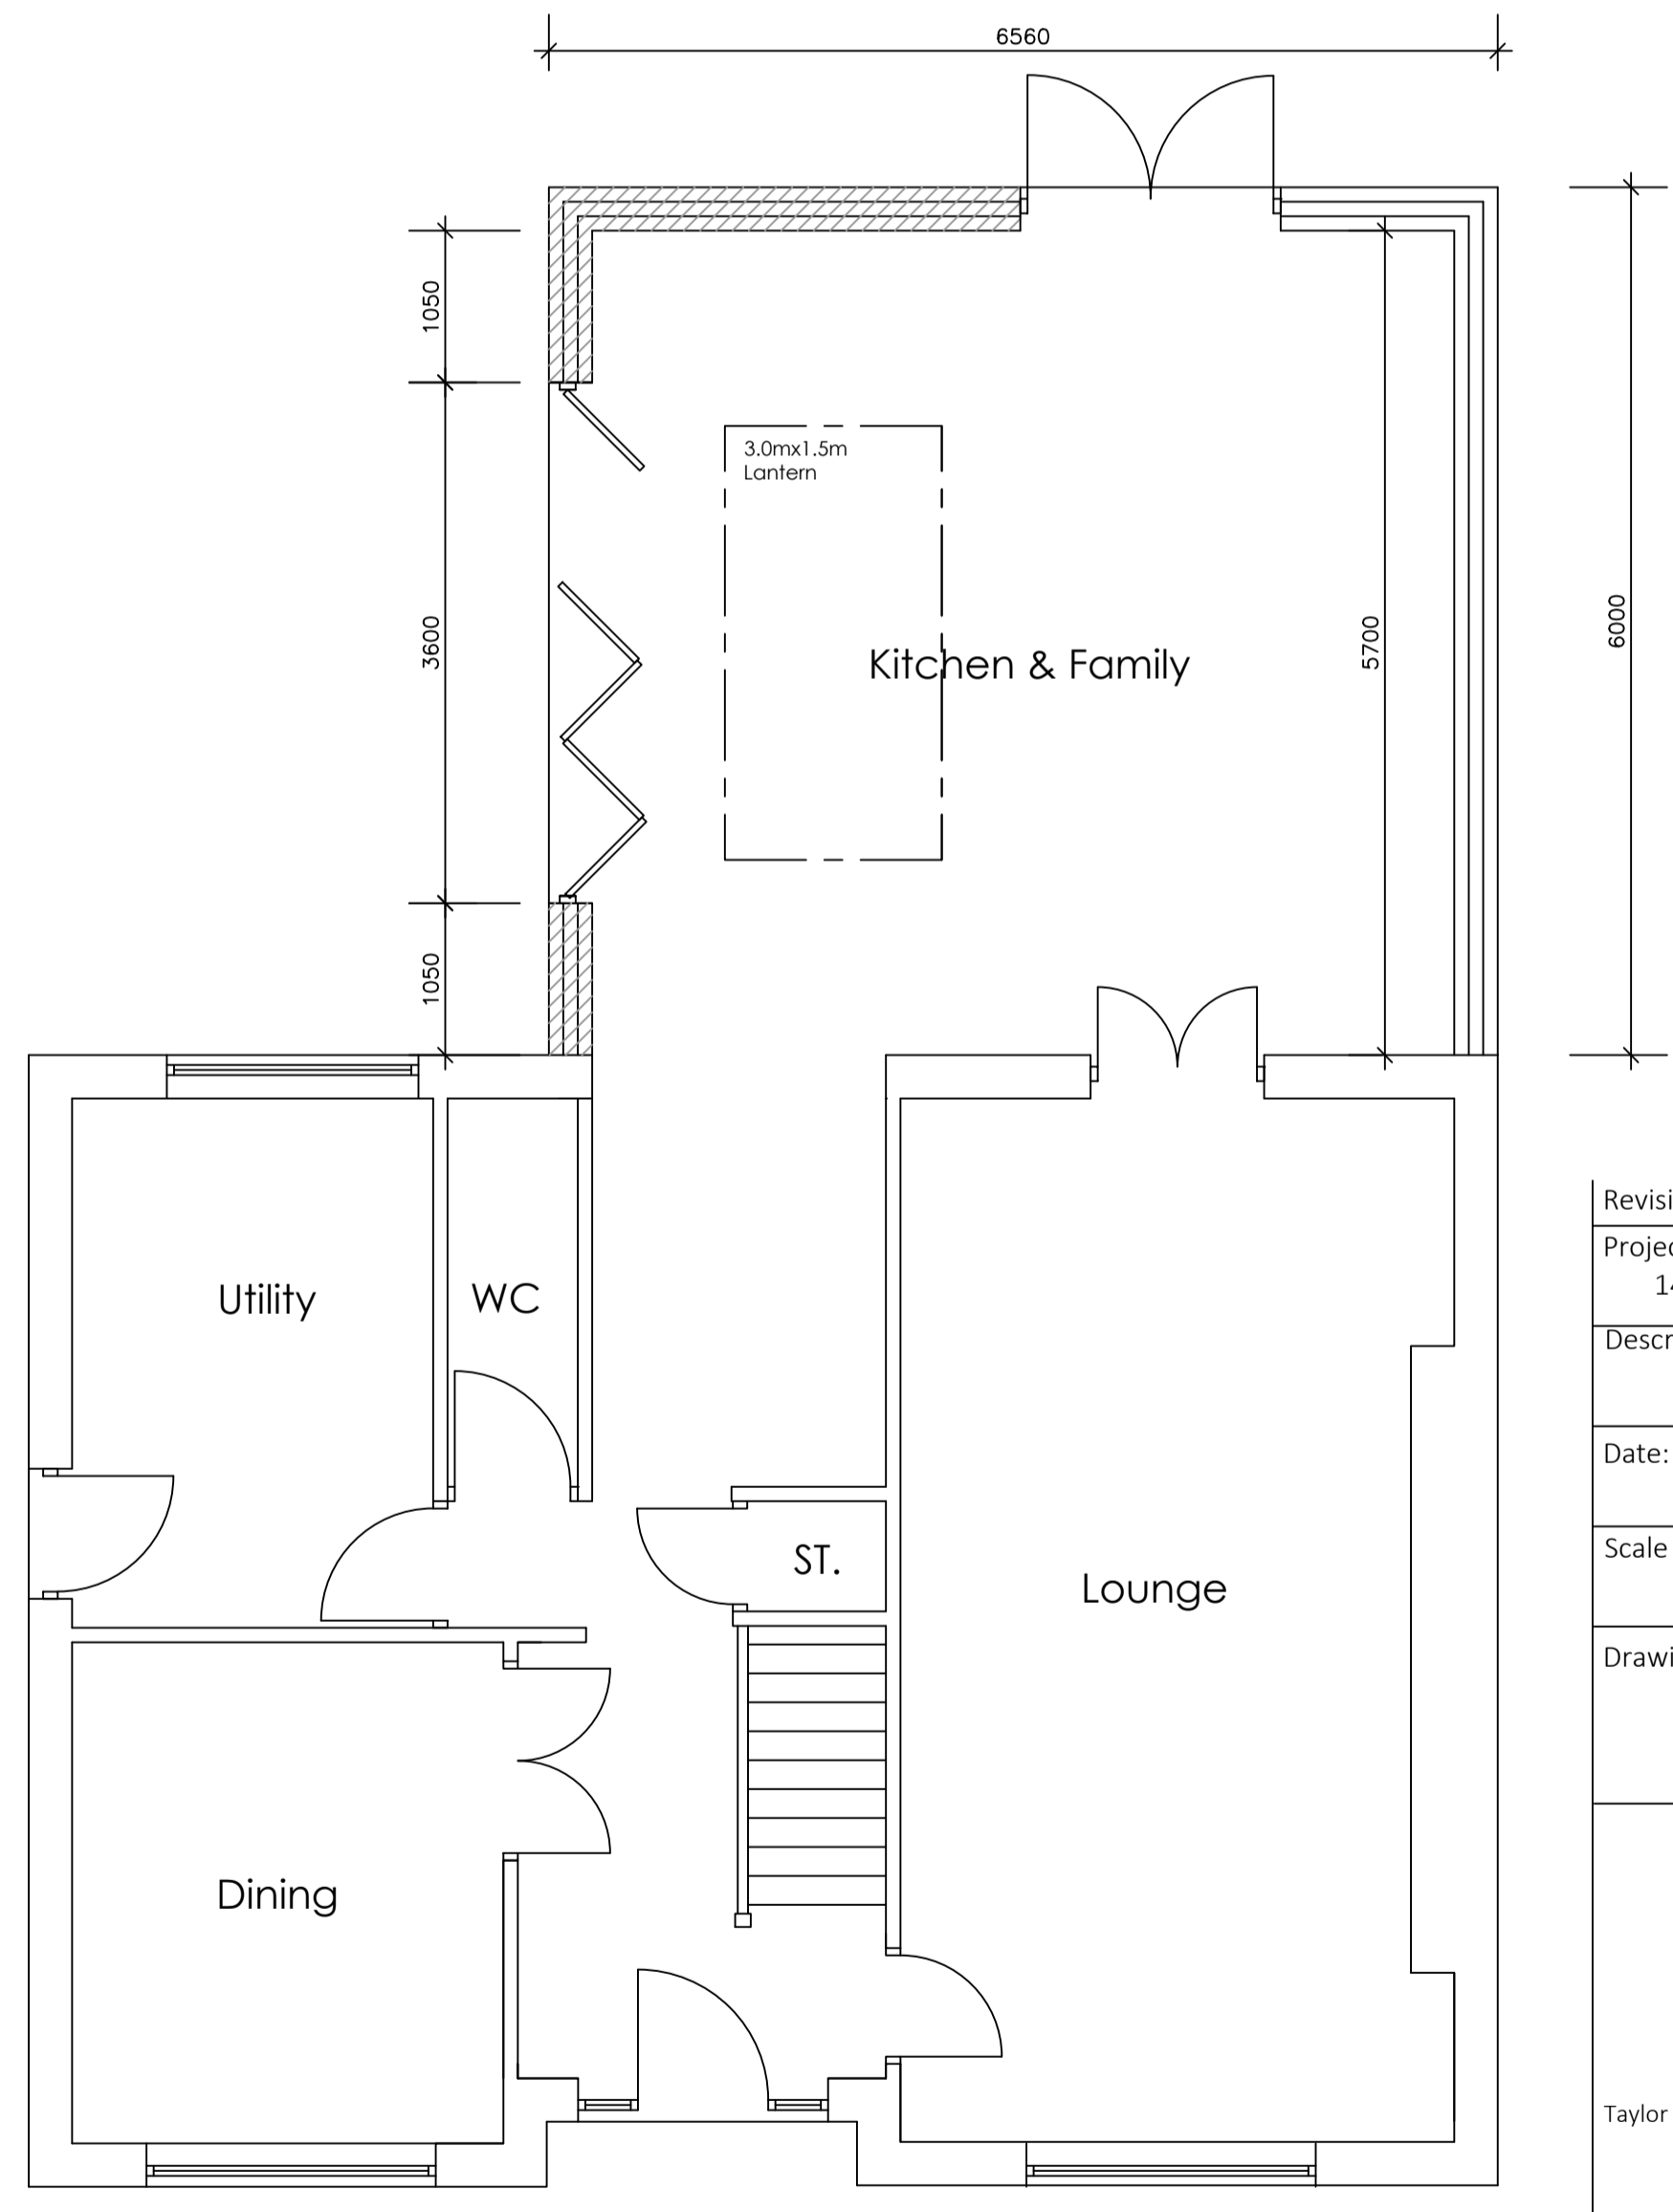 6560
1050
3.0mx1.5m
Lantern
3600
Kitchen & Family
5700
6000
1050
Utility
WC
ST.
Lounge
Dining
Revisi
Projec
14
Descr
Date:
Scale
Drawi
Taylor